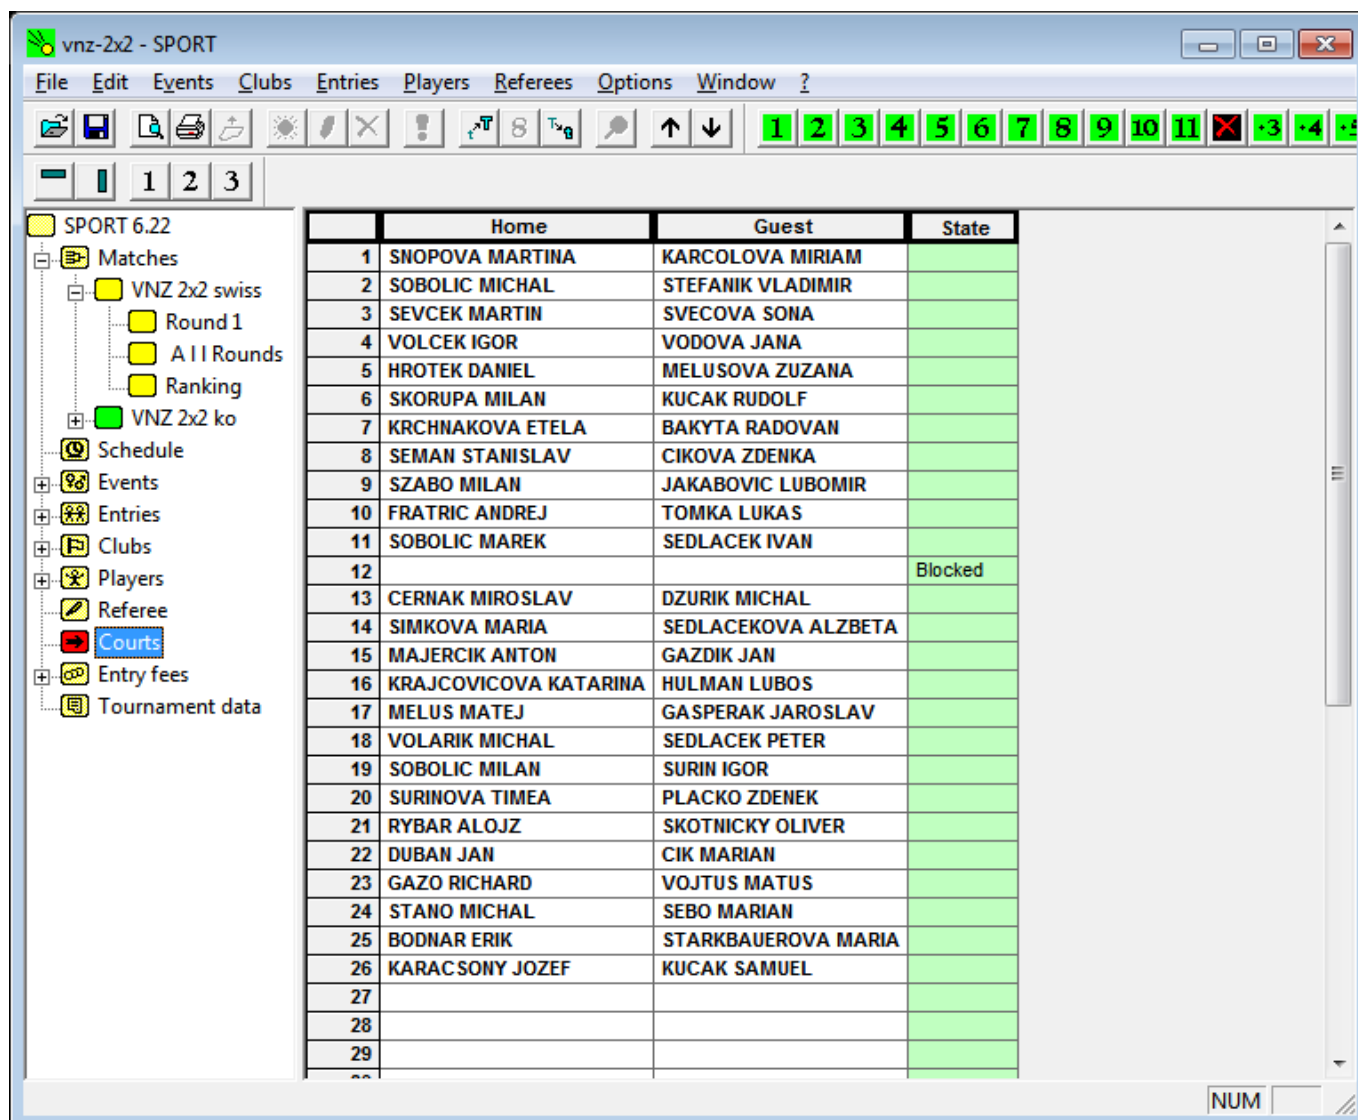 vnz-2x2 - SPORT
File Edit Events Clubs Entries Players Referees Options Window ?
1 2 3 4 5 6 7 8 9 10 11 +3 +4
1 2 3
SPORT 6.22
Matches
VNZ 2x2 swiss
Round 1
A l l Rounds
Ranking
VNZ 2x2 ko
Schedule
Events
Entries
Clubs
Players
Referee
Courts
Entry fees
Tournament data
Home Guest State
1 SNOPOVA MARTINA KARCOLOVA MIRIAM
2 SOBOLIC MICHAL STEFANIK VLADIMIR
3 SEVCEK MARTIN SVECOVA SONA
4 VOLCEK IGOR VODOVA JANA
5 HROTEK DANIEL MELUSOVA ZUZANA
6 SKORUPA MILAN KUCAK RUDOLF
7 KRCHNAKOVA ETELA BAKYTA RADOVAN
8 SEMAN STANISLAV CIKOVA ZDENKA
9 SZABO MILAN JAKABOVIC LUBOMIR
10 FRATRIC ANDREJ TOMKA LUKAS
11 SOBOLIC MAREK SEDLACEK IVAN
12 Blocked
13 CERNAK MIROSLAV DZURIK MICHAL
14 SIMKOVA MARIA SEDLACEKOVA ALZBETA
15 MAJERCIK ANTON GAZDIK JAN
16 KRAJCOVICOVA KATARINA HULMAN LUBOS
17 MELUS MATEJ GASPERAK JAROSLAV
18 VOLARIK MICHAL SEDLACEK PETER
19 SOBOLIC MILAN SURIN IGOR
20 SURINOVA TIMEA PLACKO ZDENEK
21 RYBAR ALOJZ SKOTNICKY OLIVER
22 DUBAN JAN CIK MARIAN
23 GAZO RICHARD VOJTUS MATUS
24 STANO MICHAL SEBO MARIAN
25 BODNAR ERIK STARKBAUEROVA MARIA
26 KARACSONY JOZEF KUCAK SAMUEL
27
28
29
NUM